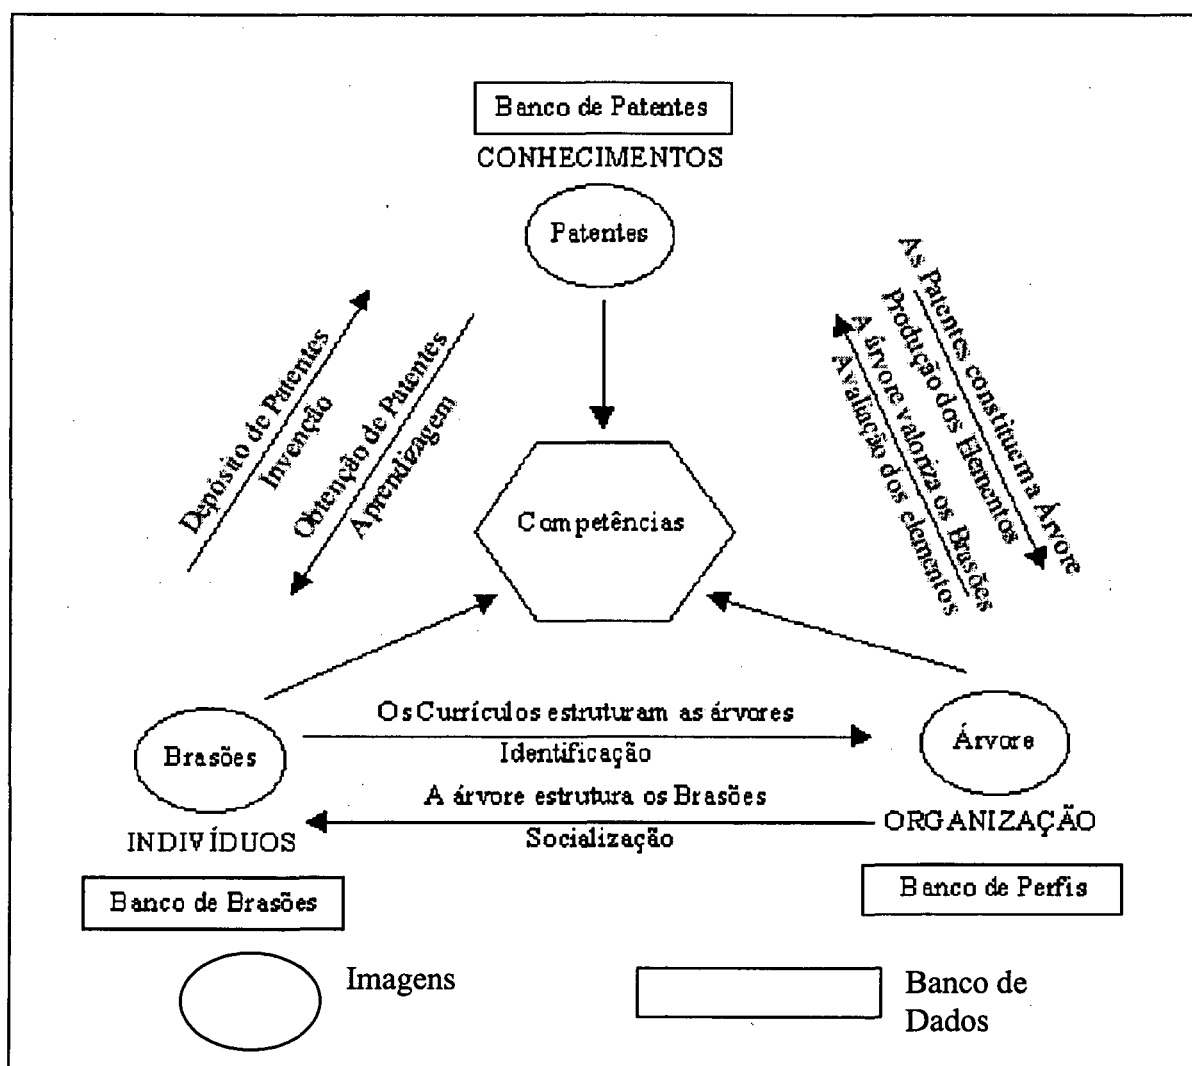 Banco de Patentes
CONHECIMENTOS
Patentes
Depósito de Patentes
Invenção
Obtenção de Patentes
Aprendizagem
As Patentes constituem a Árvore
Produção dos Elementos
A árvore valoriza os Brasões
Avaliação dos elementos
Competências
Os Currículos estruturam as árvores
Identificação
Brasões
Árvore
A árvore estrutura os Brasões
Socialização
INDIVÍDUOS
ORGANIZAÇÃO
Banco de Brasões
Banco de Perfis
Imagens
Banco de
Dados